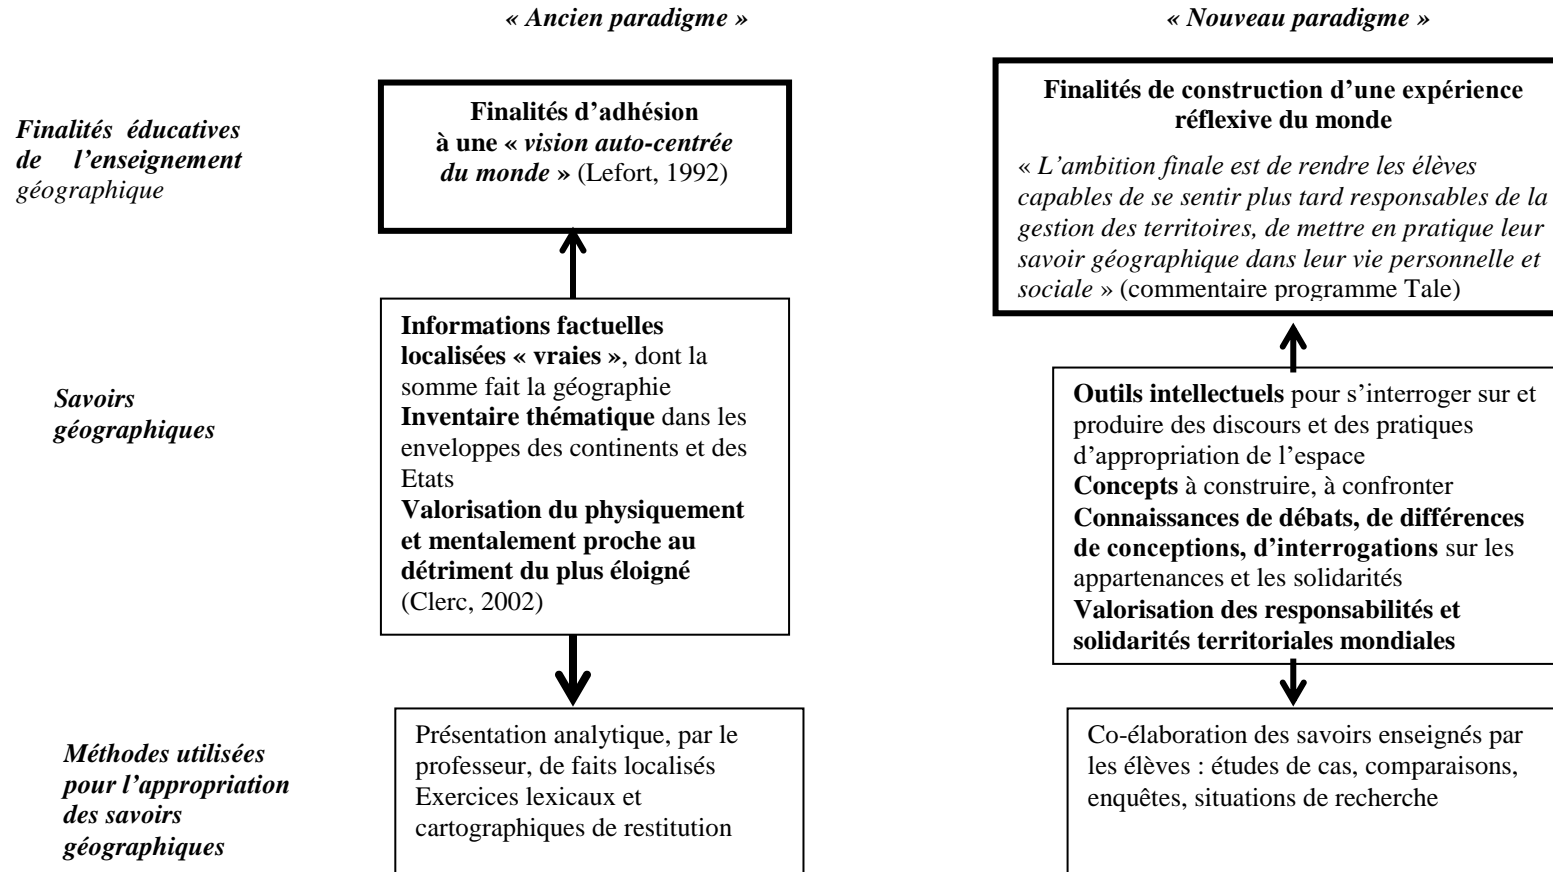 « Ancien paradigme »
« Nouveau paradigme »
Finalités éducatives
de l’enseignement
géographique
Finalités d’adhésion
à une « vision auto-centrée
du monde » (Lefort, 1992)
Finalités de construction d’une expérience
réflexive du monde
« L’ambition finale est de rendre les élèves
capables de se sentir plus tard responsables de la
gestion des territoires, de mettre en pratique leur
savoir géographique dans leur vie personnelle et
sociale » (commentaire programme Tale)
Savoirs
géographiques
Informations factuelles
localisées « vraies », dont la
somme fait la géographie
Inventaire thématique dans les
enveloppes des continents et des
Etats
Valorisation du physiquement
et mentalement proche au
détriment du plus éloigné
(Clerc, 2002)
Outils intellectuels pour s’interroger sur et
produire des discours et des pratiques
d’appropriation de l’espace
Concepts à construire, à confronter
Connaissances de débats, de différences
de conceptions, d’interrogations sur les
appartenances et les solidarités
Valorisation des responsabilités et
solidarités territoriales mondiales
Méthodes utilisées
pour l’appropriation
des savoirs
géographiques
Présentation analytique, par le
professeur, de faits localisés
Exercices lexicaux et
cartographiques de restitution
Co-élaboration des savoirs enseignés par
les élèves : études de cas, comparaisons,
enquêtes, situations de recherche